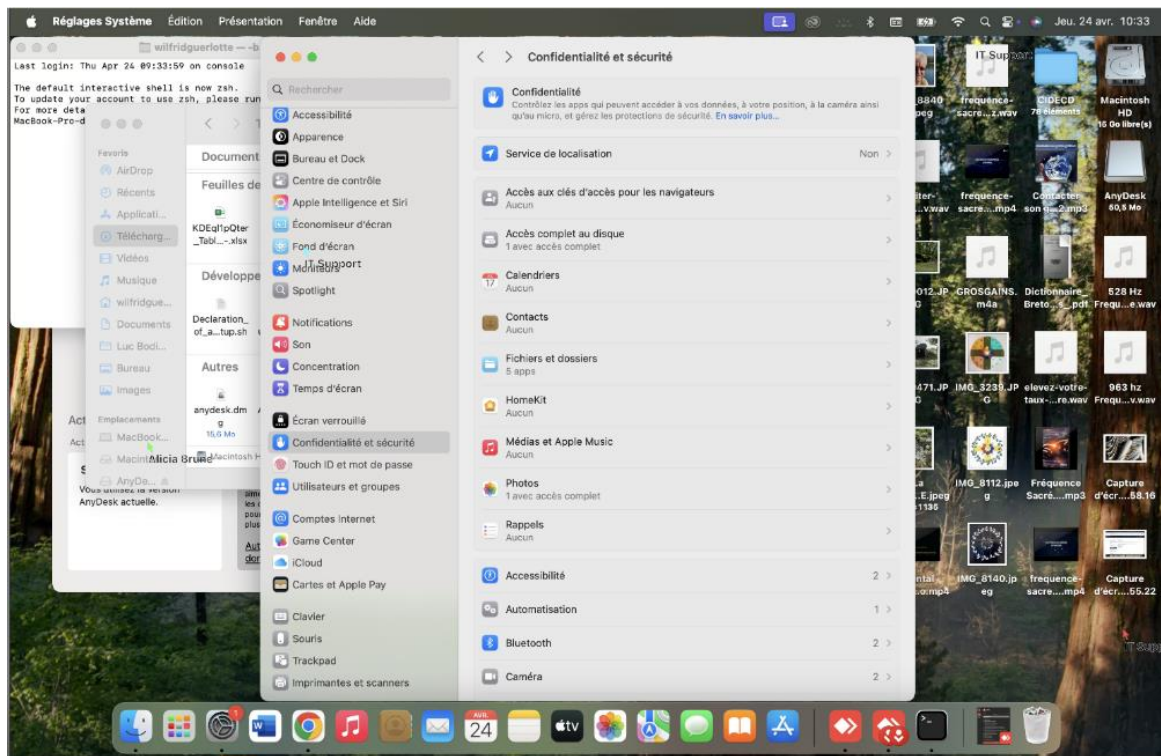 Réglages Système Édition Présentation Fenêtre Aide
Jeu. 24 avr. 10:33
wilfridguerlotte — -b
Last login: Thu Apr 24 09:33:59 on console
The default interactive shell is now zsh.
To update your account to use zsh, please run
For more deta
MacBook-Pro-d
Favoris
AirDrop
Récents
Applicati...
Télécharg...
Vidéos
Musique
wilfridgue...
Documents
Luc Bodi...
Bureau
Images
Emplacements
MacBook...
Alicia Brune
AnyDe...
Document
Feuilles de
KDEql1pQter
_Tabl...-.xlsx
Développe
Declaration_
of_a...tup.sh
Autres
anydesk.dm
g
15,6 Mo
Macintosh H
Act
Vous utilisez la version
AnyDesk actuelle.
Rechercher
Accessibilité
Apparence
Bureau et Dock
Centre de contrôle
Apple Intelligence et Siri
Économiseur d'écran
Fond d'écran
Moniteurs
IT Support
Spotlight
Notifications
Son
Concentration
Temps d'écran
Écran verrouillé
Confidentialité et sécurité
Touch ID et mot de passe
Utilisateurs et groupes
Comptes Internet
Game Center
iCloud
Cartes et Apple Pay
Clavier
Souris
Trackpad
Imprimantes et scanners
Confidentialité et sécurité
Confidentialité
Contrôlez les apps qui peuvent accéder à vos données, à votre position, à la caméra ainsi
qu'au micro, et gérez les protections de sécurité. En savoir plus...
Service de localisation Non
Accès aux clés d'accès pour les navigateurs
Aucun
Accès complet au disque
1 avec accès complet
Calendriers
Aucun
Contacts
Aucun
Fichiers et dossiers
5 apps
HomeKit
Aucun
Médias et Apple Music
Aucun
Photos
1 avec accès complet
Rappels
Aucun
Accessibilité 2
Automatisation 1
Bluetooth 2
Caméra 2
IT Support
frequence-
sacre...z.wav
CIDECD
78 éléments
Macintosh
HD
frequence-
sacre....mp4
Contacter-
son g...2.mp3
AnyDesk
60,5 Mo
GROSGAINS.
m4a
Dictionnaire_
Breto...s_.pdf
528 Hz
Frequ...e.wav
IMG_3239.JP
G
elevez-votre-
taux-...re.wav
963 hz
Frequ...v.wav
IMG_8112.jpe
g
Fréquence
Sacré....mp3
Capture
d'écr....58.16
IMG_8140.jp
eg
frequence-
sacre....mp4
Capture
d'écr....55.22
AVR.
24
tv